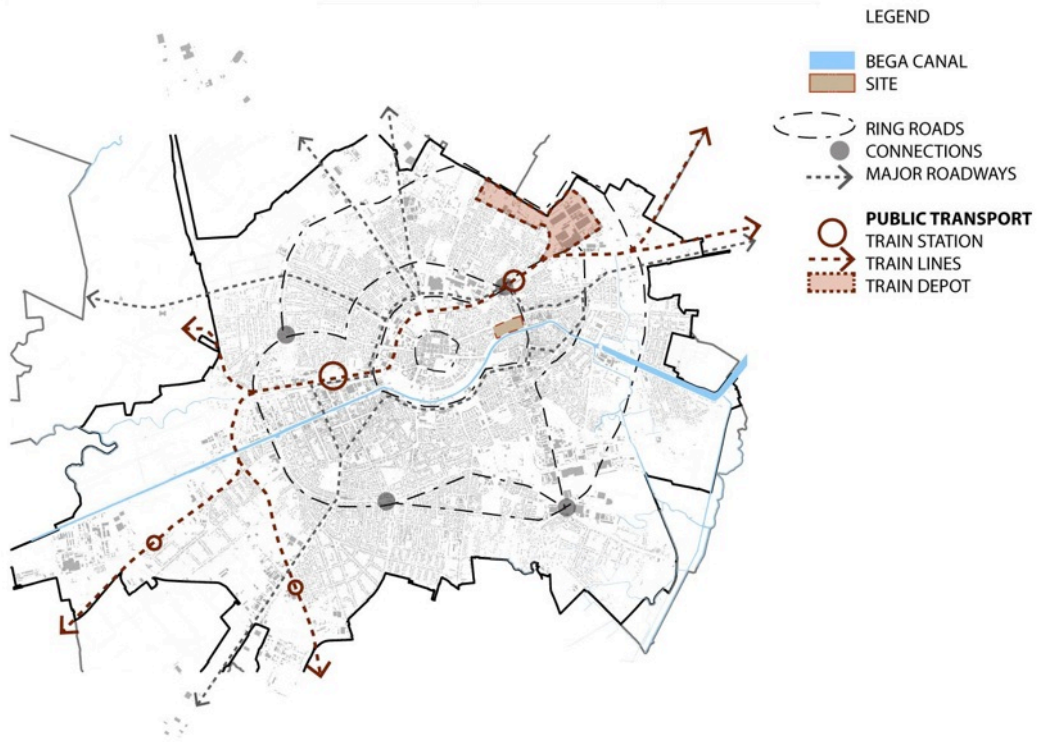 LEGEND
BEGA CANAL
SITE
RING ROADS
CONNECTIONS
MAJOR ROADWAYS
PUBLIC TRANSPORT
TRAIN STATION
TRAIN LINES
TRAIN DEPOT